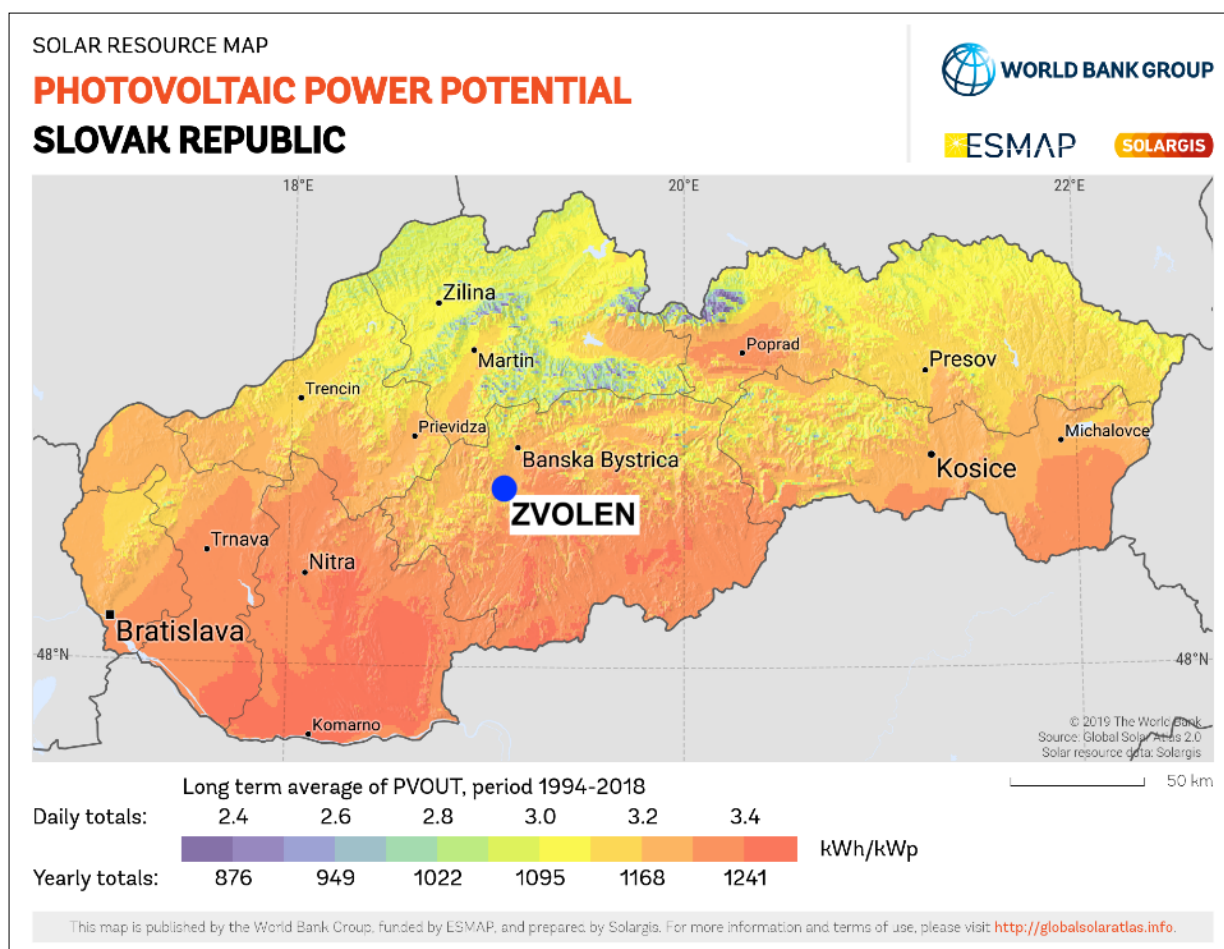 SOLAR RESOURCE MAP
PHOTOVOLTAIC POWER POTENTIAL
SLOVAK REPUBLIC
WORLD BANK GROUP
ESMAP
SOLARGIS
18°E
20°E
22°E
Zilina
Martin
Poprad
Presov
Trencin
Prievidza
Michalovce
Banska Bystrica
Kosice
ZVOLEN
Trnava
Nitra
Bratislava
48°N
48°N
Komarno
© 2019 The World Bank
Source: Global Solar Atlas 2.0
Solar resource data: Solargis
50 km
Long term average of PVOUT, period 1994-2018
Daily totals: 2.4 2.6 2.8 3.0 3.2 3.4
kWh/kWp
Yearly totals: 876 949 1022 1095 1168 1241
This map is published by the World Bank Group, funded by ESMAP, and prepared by Solargis. For more information and terms of use, please visit http://globalsolaratlas.info.